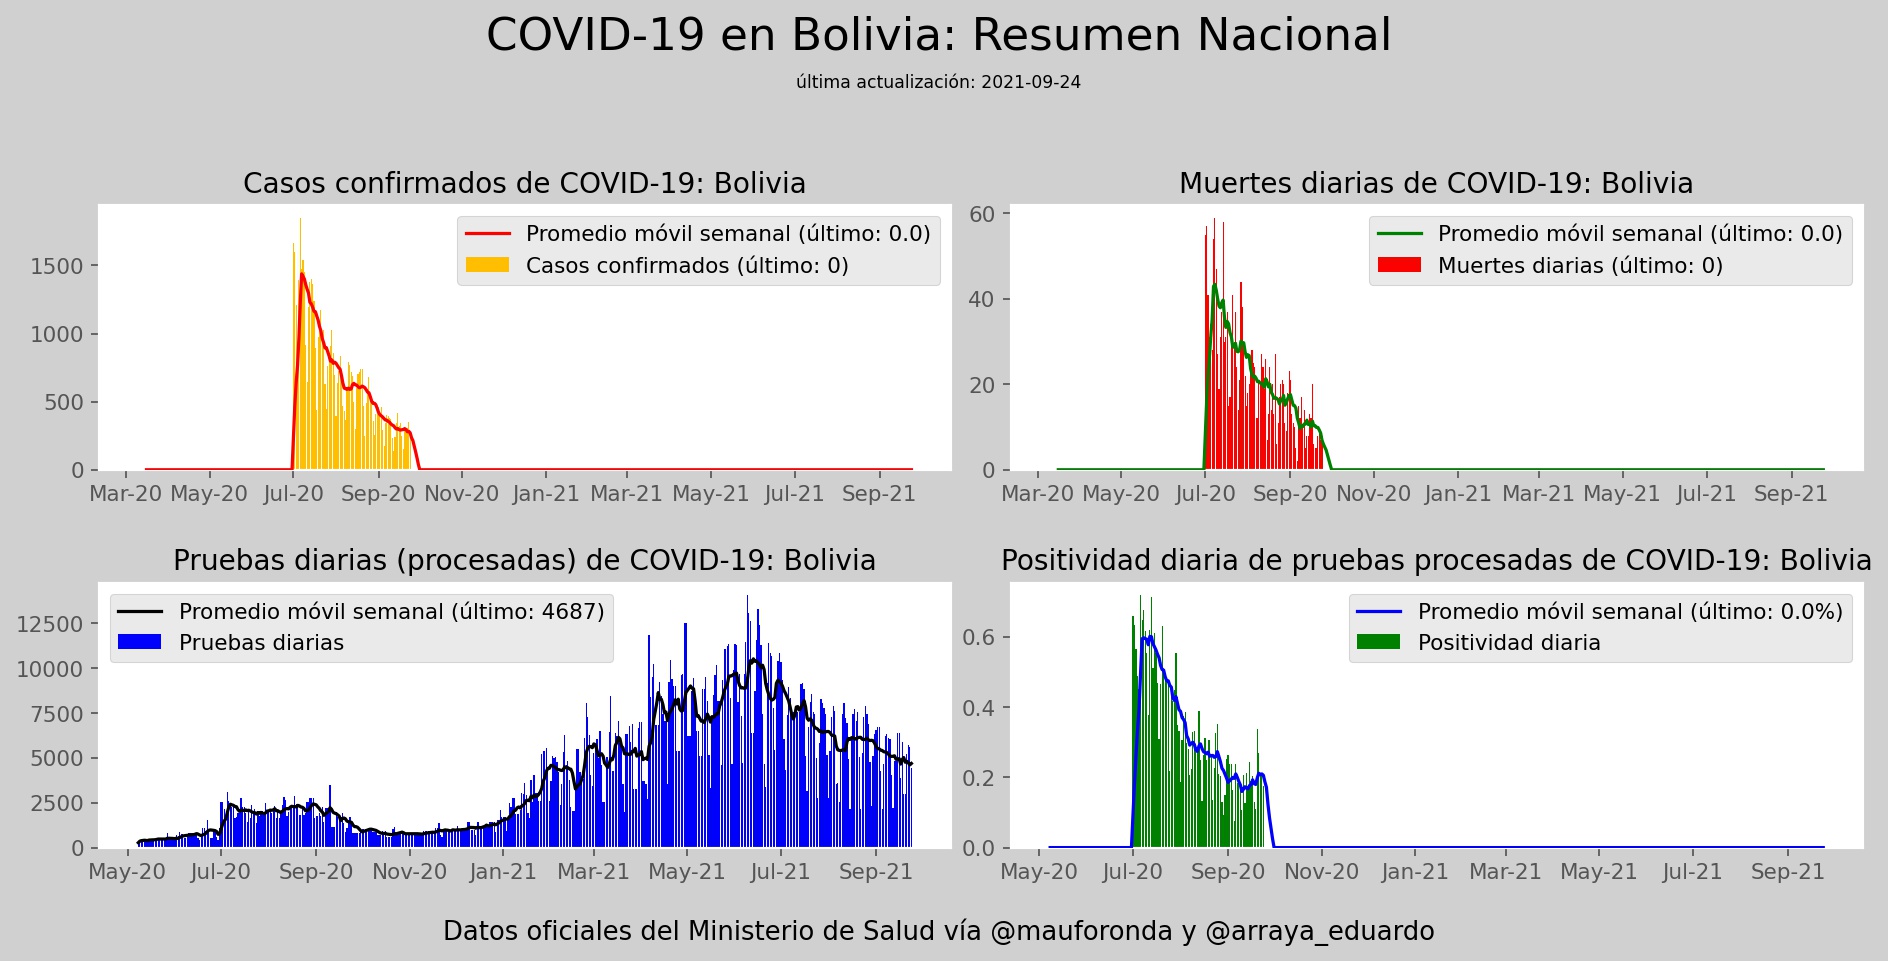 COVID-19 en Bolivia: Resumen Nacional
última actualización: 2021-09-24
Casos confirmados de COVID-19: Bolivia
Promedio móvil semanal (último: 0.0)
Casos confirmados (último: 0)
1500
1000
500
0
Mar-20 May-20 Jul-20 Sep-20 Nov-20 Jan-21 Mar-21 May-21 Jul-21 Sep-21
Muertes diarias de COVID-19: Bolivia
Promedio móvil semanal (último: 0.0)
Muertes diarias (último: 0)
60
40
20
0
Mar-20 May-20 Jul-20 Sep-20 Nov-20 Jan-21 Mar-21 May-21 Jul-21 Sep-21
Pruebas diarias (procesadas) de COVID-19: Bolivia
Promedio móvil semanal (último: 4687)
Pruebas diarias
12500
10000
7500
5000
2500
0
May-20 Jul-20 Sep-20 Nov-20 Jan-21 Mar-21 May-21 Jul-21 Sep-21
Positividad diaria de pruebas procesadas de COVID-19: Bolivia
Promedio móvil semanal (último: 0.0%)
Positividad diaria
0.6
0.4
0.2
0.0
May-20 Jul-20 Sep-20 Nov-20 Jan-21 Mar-21 May-21 Jul-21 Sep-21
Datos oficiales del Ministerio de Salud vía @mauforonda y @arraya_eduardo